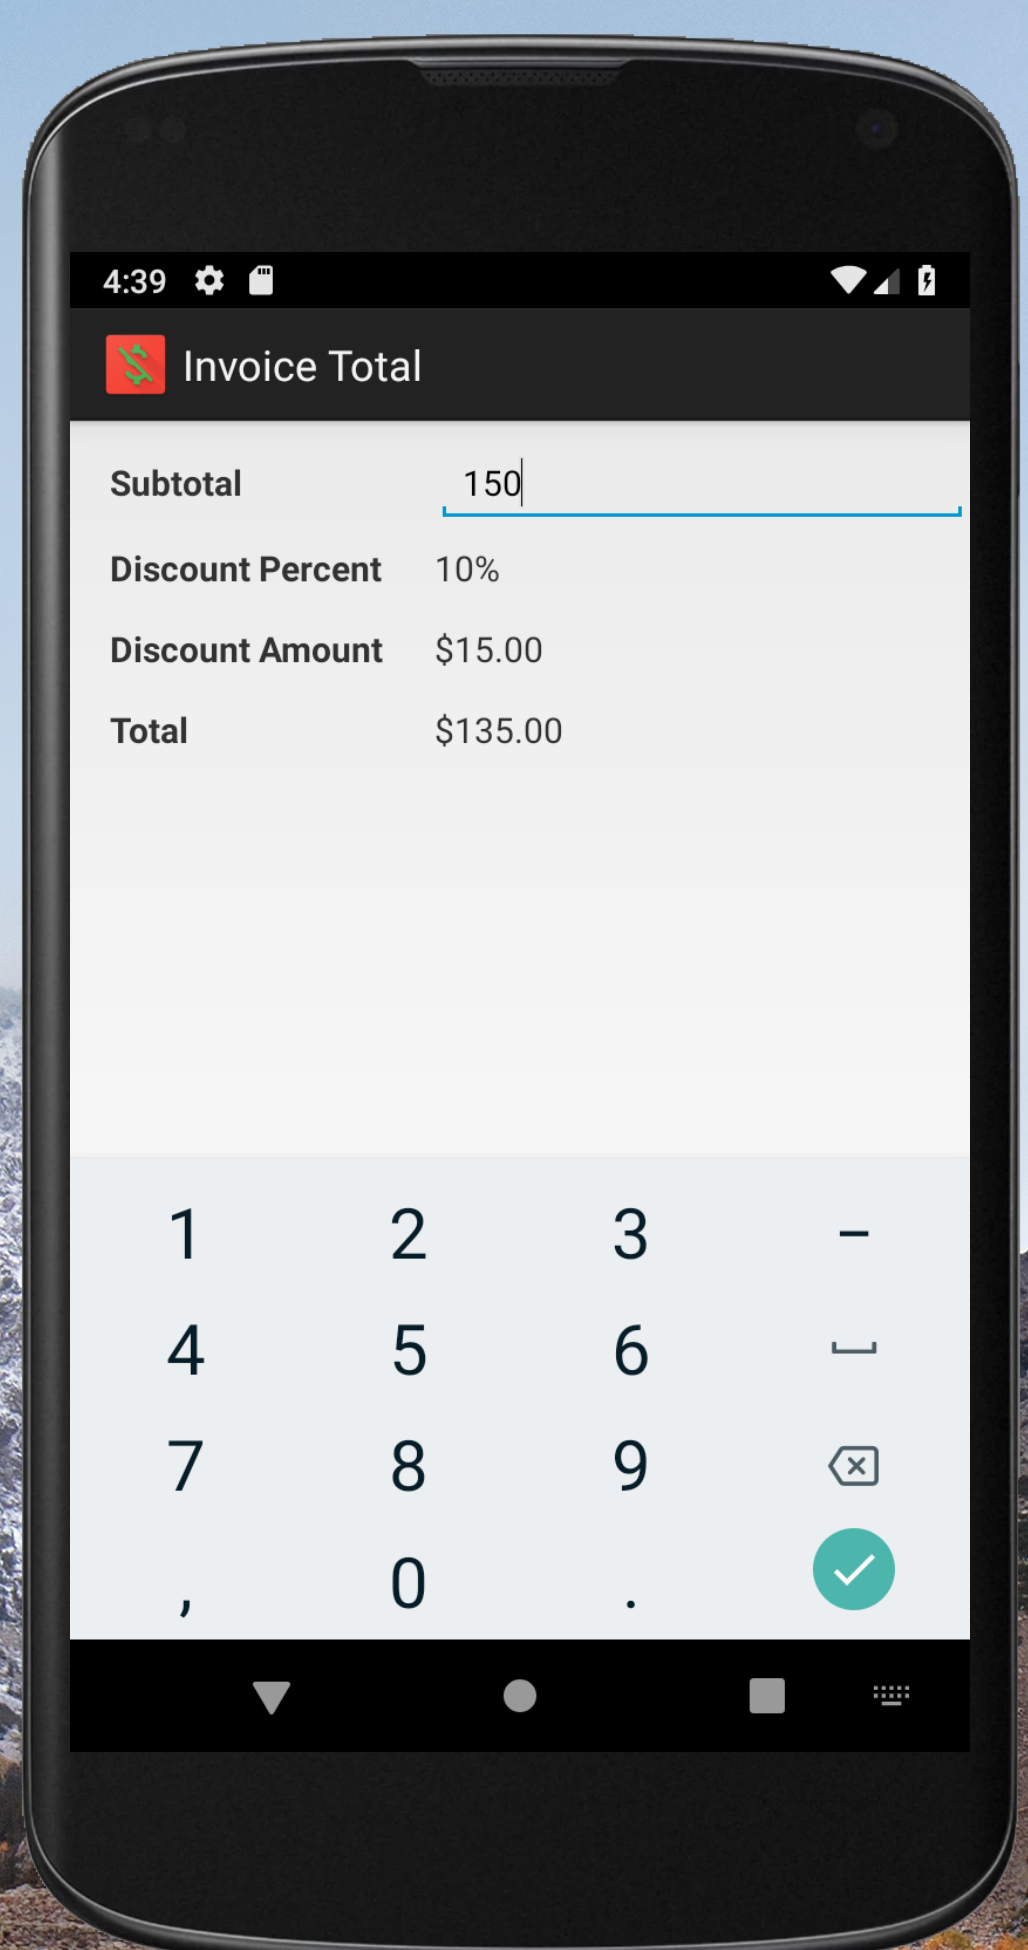 4:39
Invoice Total
Subtotal 150
Discount Percent 10%
Discount Amount $15.00
Total $135.00
1 2 3 –
4 5 6
7 8 9
, 0 .